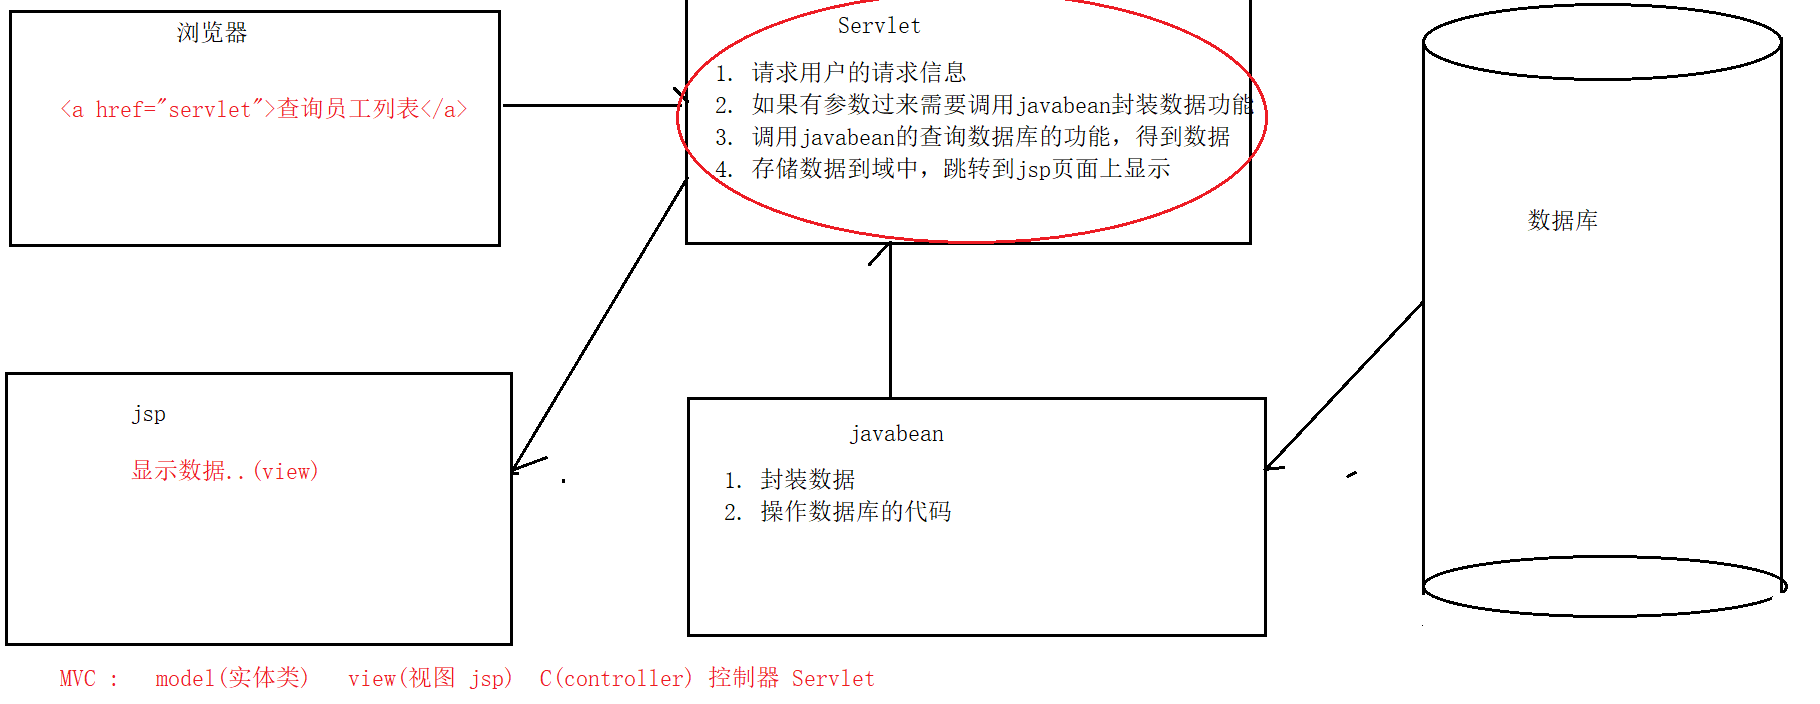 浏览器
<a href="servlet">查询员工列表</a>
Servlet
1. 请求用户的请求信息
2. 如果有参数过来需要调用javabean封装数据功能
3. 调用javabean的查询数据库的功能，得到数据
4. 存储数据到域中，跳转到jsp页面上显示
数据库
jsp
显示数据..(view)
javabean
1. 封装数据
2. 操作数据库的代码
MVC : model(实体类) view(视图 jsp) C(controller) 控制器 Servlet